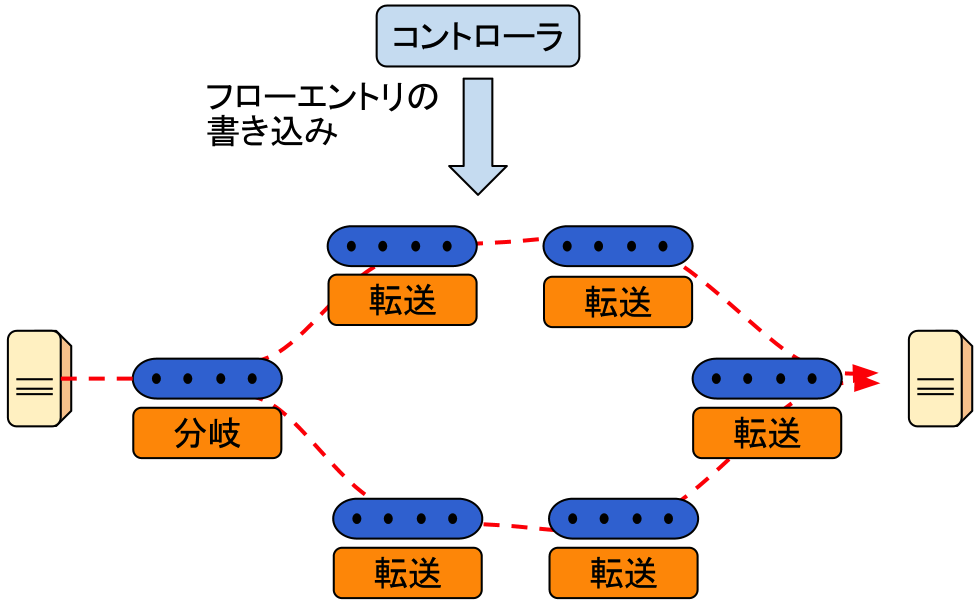 コントローラ
フローエントリの
書き込み
転送
転送
分岐
転送
転送
転送